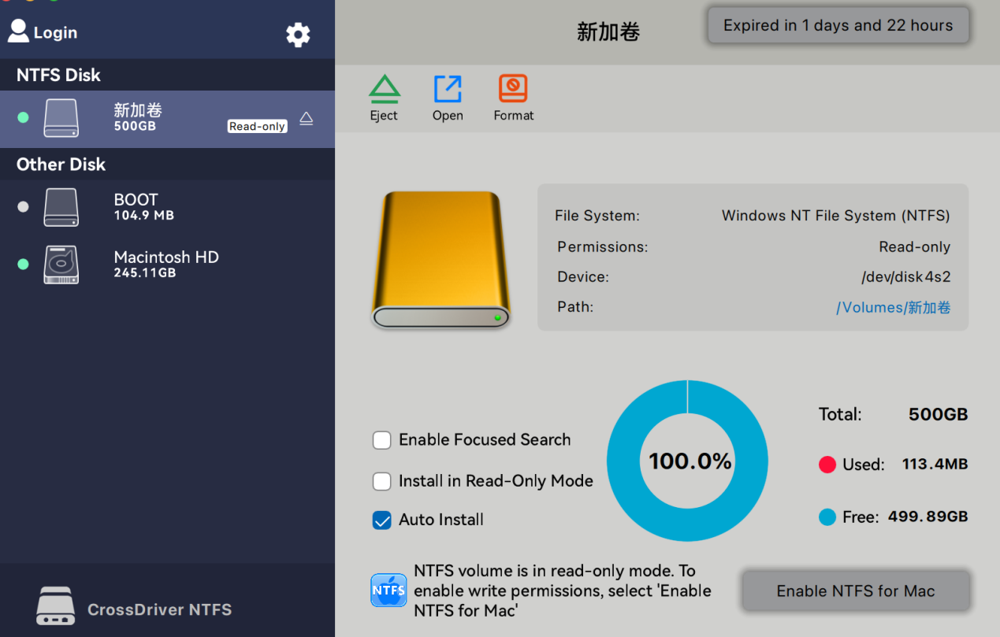 Login
NTFS Disk
新加卷
500GB
Read-only
Other Disk
BOOT
104.9 MB
Macintosh HD
245.11GB
CrossDriver NTFS
新加卷
Expired in 1 days and 22 hours
Eject
Open
Format
File System: Windows NT File System (NTFS)
Permissions: Read-only
Device: /dev/disk4s2
Path: /Volumes/新加卷
Enable Focused Search
Install in Read-Only Mode
Auto Install
100.0%
Total: 500GB
Used: 113.4MB
Free: 499.89GB
NTFS
NTFS volume is in read-only mode. To
enable write permissions, select 'Enable
NTFS for Mac'
Enable NTFS for Mac